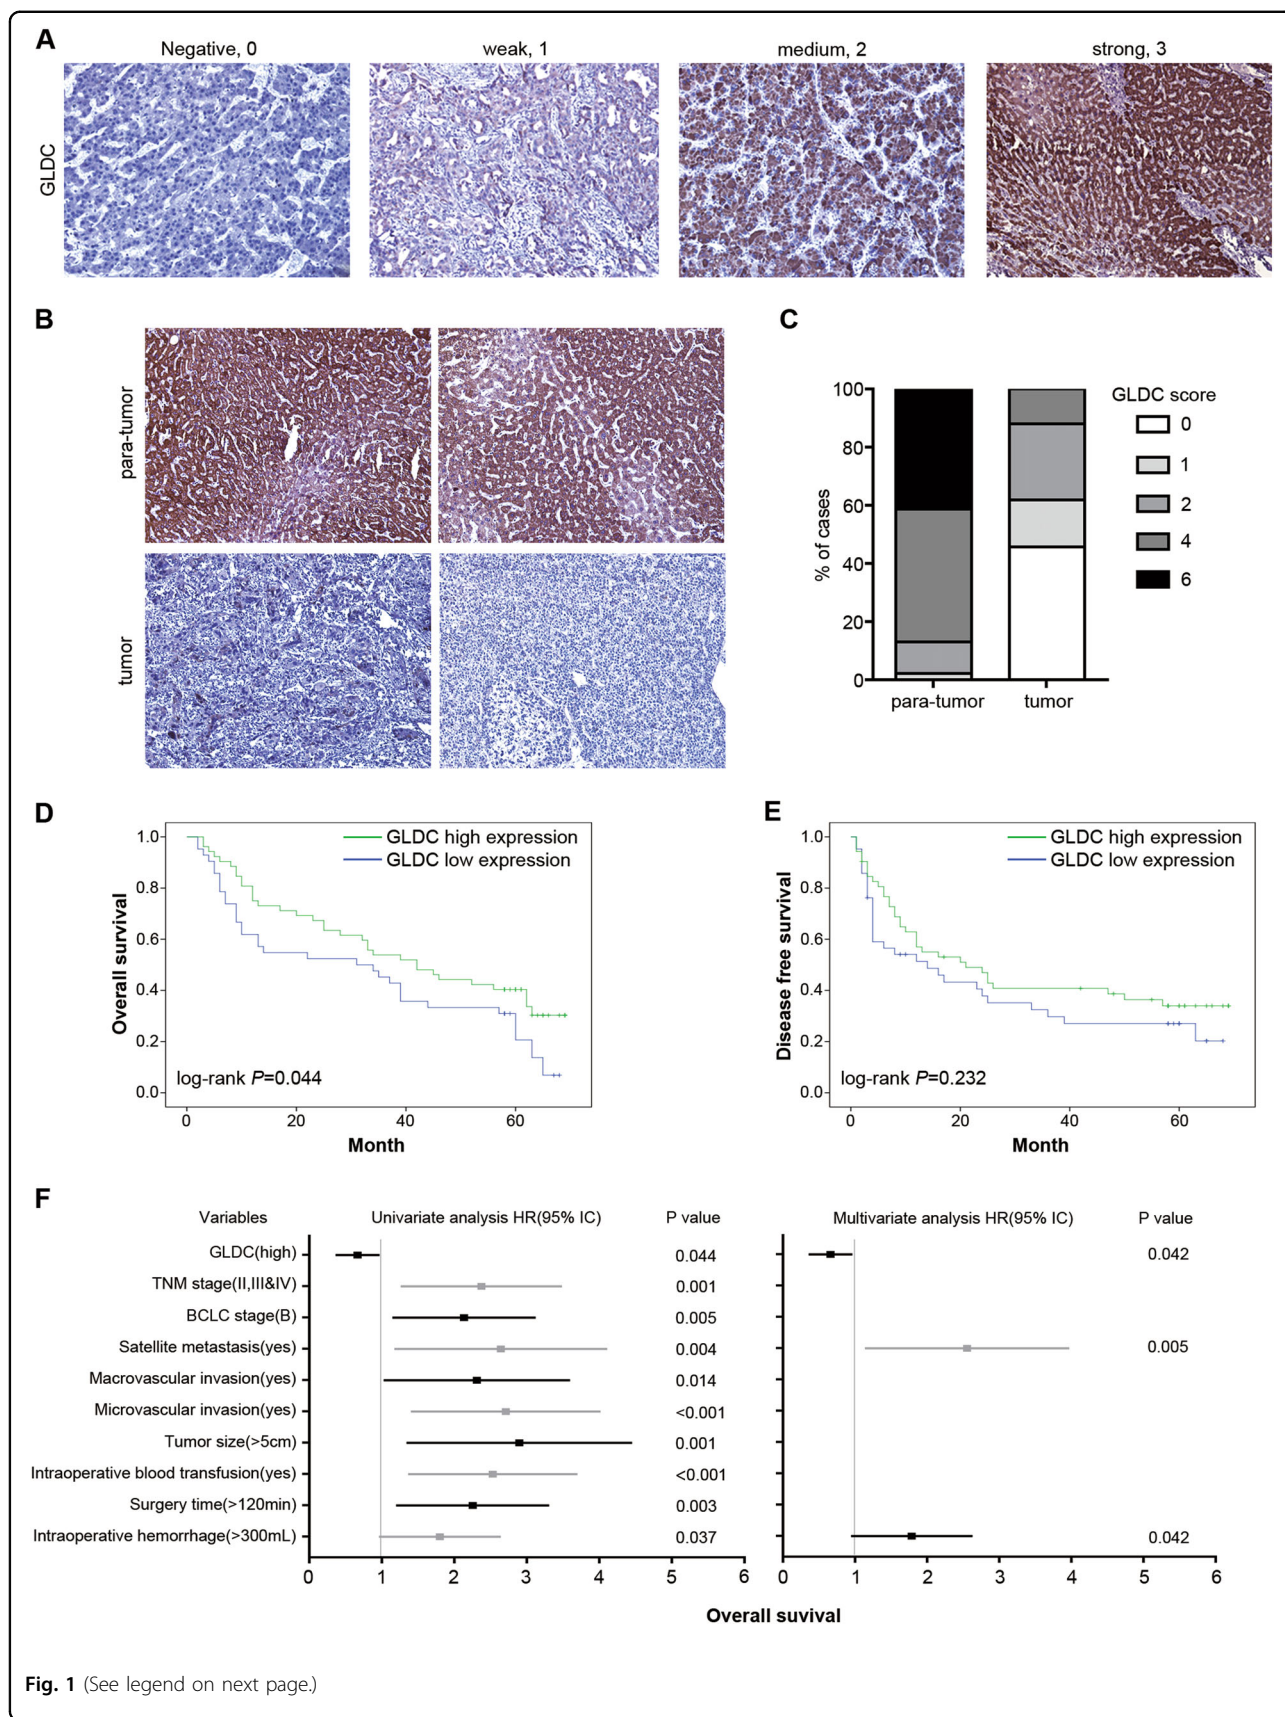 A
Negative, 0
weak, 1
medium, 2
strong, 3
GLDC
B
para-tumor
tumor
C
100
80
60
40
20
0
% of cases
para-tumor
tumor
GLDC score
0
1
2
4
6
D
1.0
0.8
0.6
0.4
0.2
0.0
Overall survival
GLDC high expression
GLDC low expression
log-rank P=0.044
0
20
40
60
Month
E
1.0
0.8
0.6
0.4
0.2
0.0
Disease free survival
GLDC high expression
GLDC low expression
log-rank P=0.232
0
20
40
60
Month
F
Variables Univariate analysis HR(95% IC) P value Multivariate analysis HR(95% IC) P value
GLDC(high) 0.044 0.042
TNM stage(II,III&IV) 0.001
BCLC stage(B) 0.005
Satellite metastasis(yes) 0.004 0.005
Macrovascular invasion(yes) 0.014
Microvascular invasion(yes) <0.001
Tumor size(>5cm) 0.001
Intraoperative blood transfusion(yes) <0.001
Surgery time(>120min) 0.003
Intraoperative hemorrhage(>300mL) 0.037 0.042
0 1 2 3 4 5 6 0 1 2 3 4 5 6
Overall suvival
Fig. 1 (See legend on next page.)